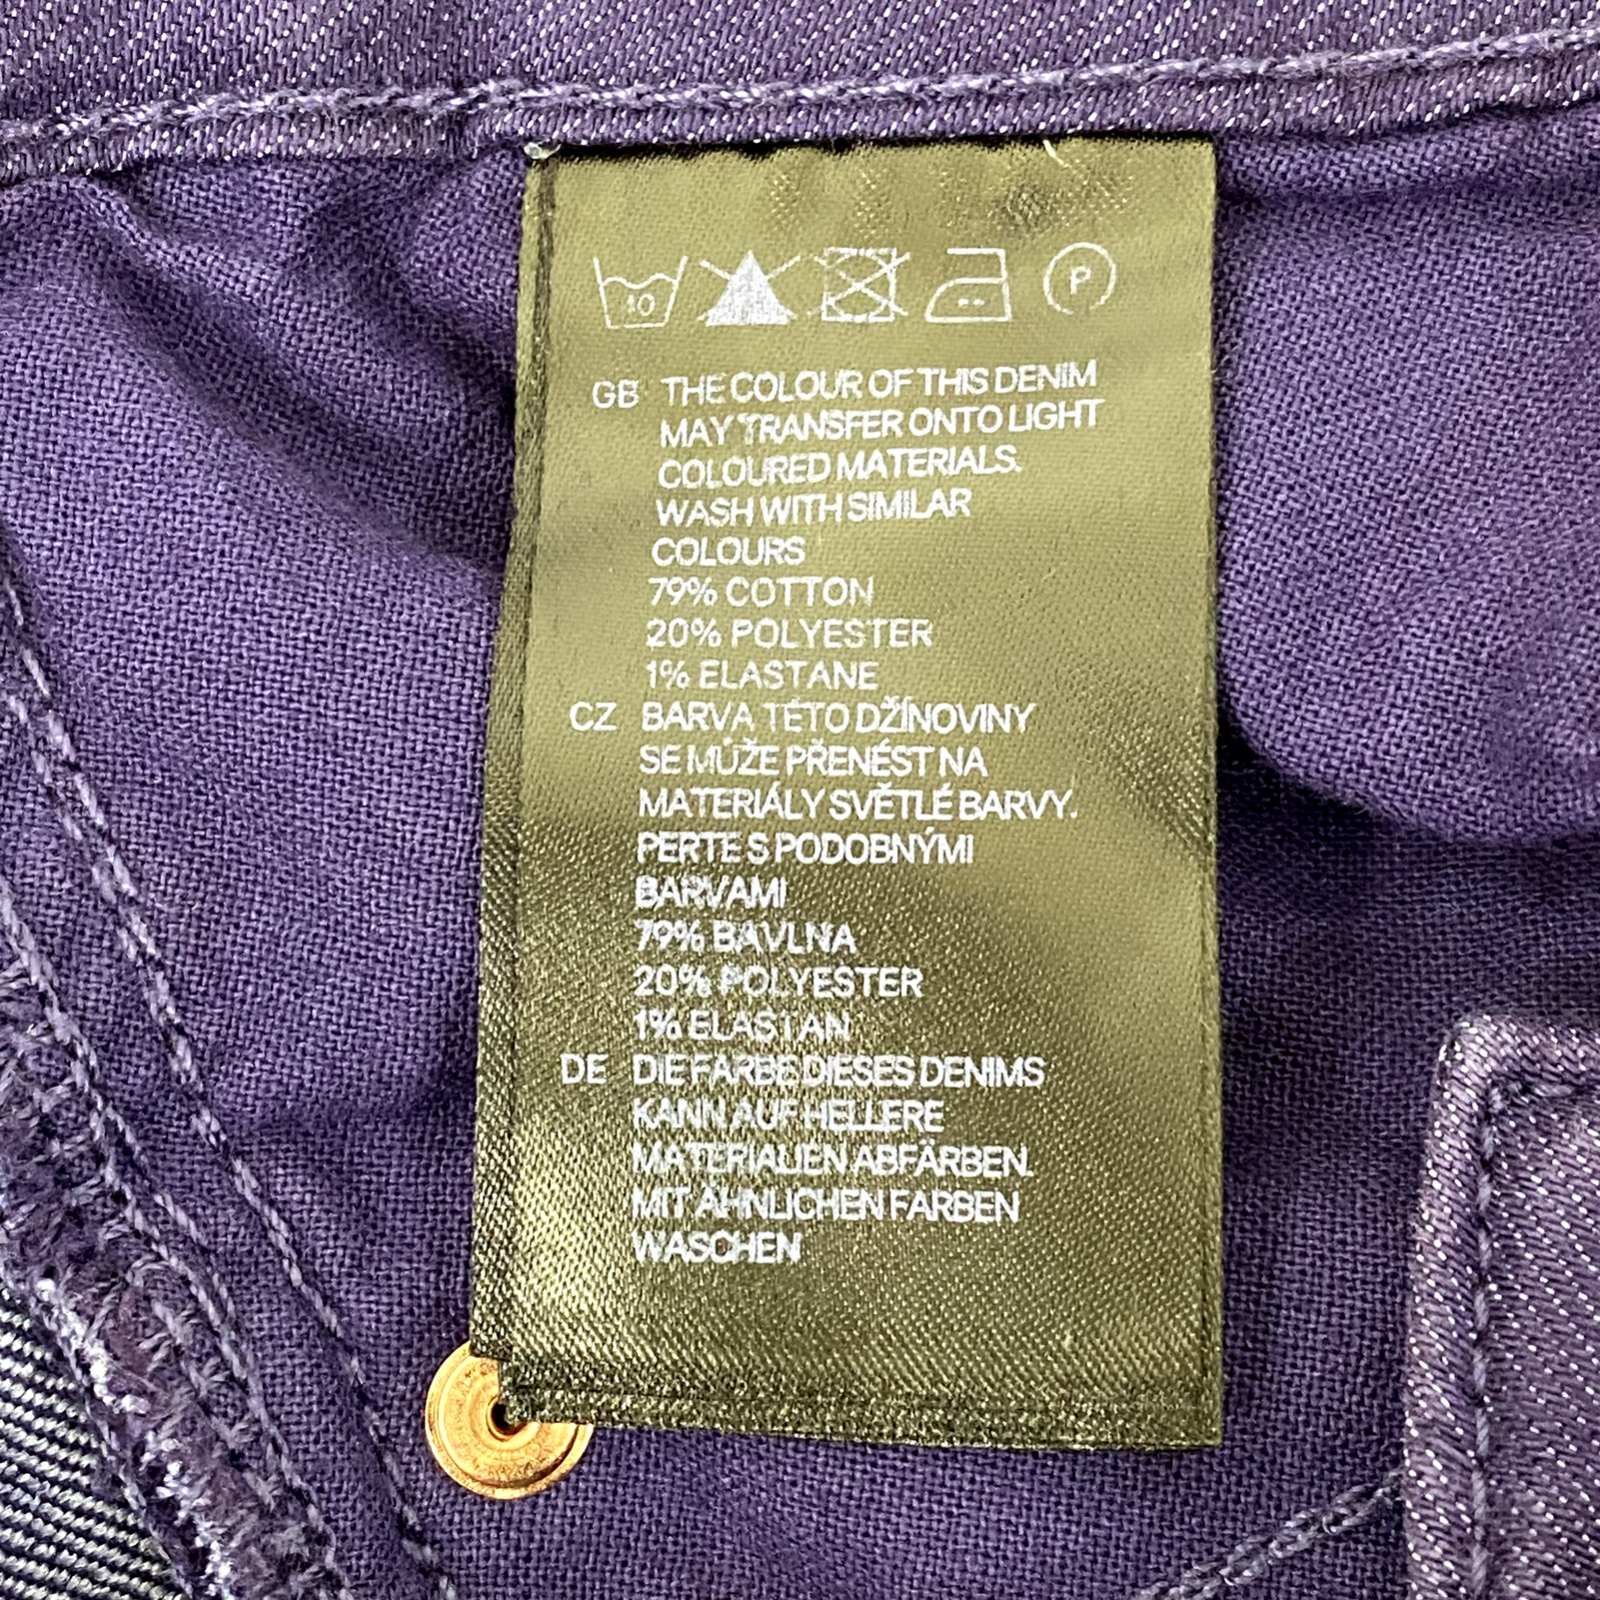 40
P
GB THE COLOUR OF THIS DENIM
MAY TRANSFER ONTO LIGHT
COLOURED MATERIALS.
WASH WITH SIMILAR
COLOURS
79% COTTON
20% POLYESTER
1% ELASTANE
CZ BARVA TÉTO DŽÍNOVINY
SE MŮŽE PŘENÉST NA
MATERIÁLY SVĚTLÉ BARVY.
PERTE S PODOBNÝMI
BARVAMI
79% BAVLNA
20% POLYESTER
1% ELASTAN
DE DIE FARBE DIESES DENIMS
KANN AUF HELLERE
MATERIALIEN ABFÄRBEN.
MIT ÄHNLICHEN FARBEN
WASCHEN